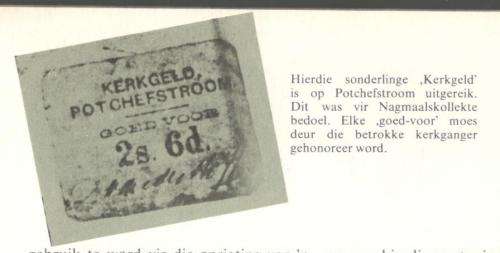 KERKGELD,
POTCHEFSTROOM
GOED VOOR
2s. 6d.
Hierdie sonderlinge ‚Kerkgeld’
is op Potchefstroom uitgereik.
Dit was vir Nagmaalskollekte
bedoel. Elke ‚goed-voor’ moes
deur die betrokke kerkganger
gehonoreer word.